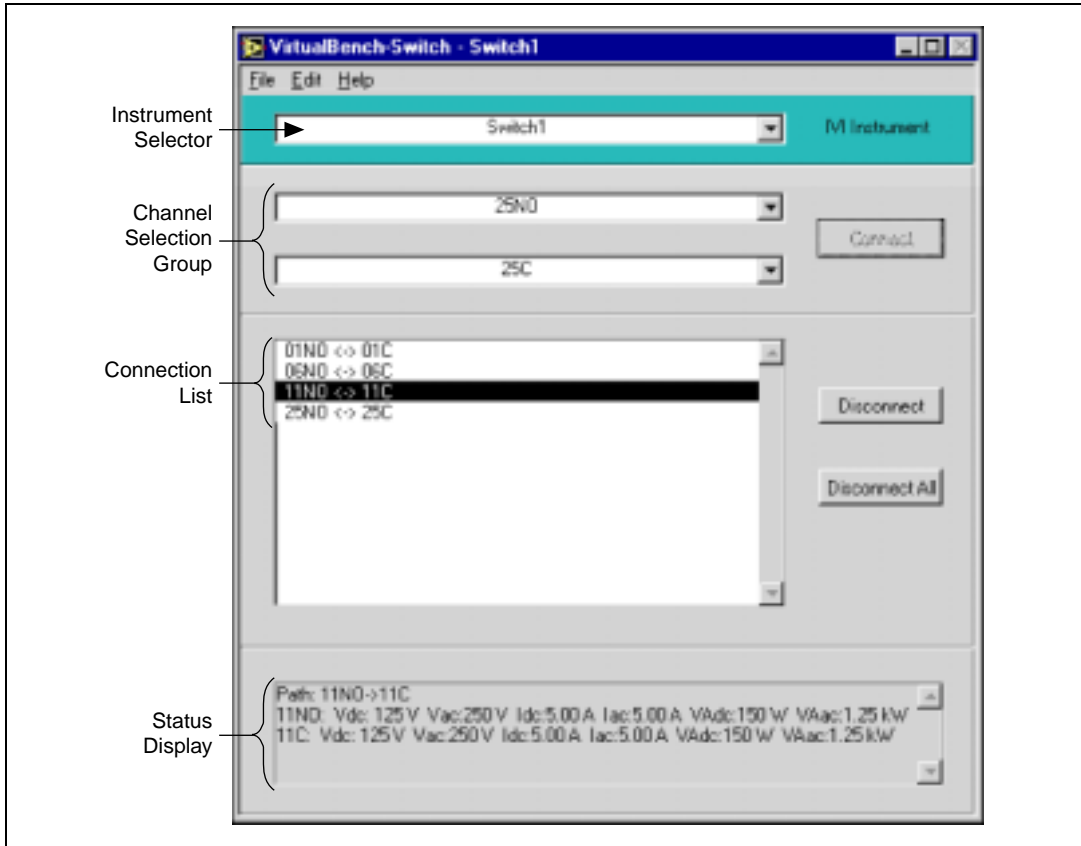 VirtualBench-Switch - Switch1
File Edit Help
Instrument
Selector
Switch1
IVI Instrument
Channel
Selection
Group
25NO
Connect
25C
Connection
List
01NO <-> 01C
06NO <-> 06C
11NO <-> 11C
25NO <-> 25C
Disconnect
Disconnect All
Status
Display
Path: 11NO->11C
11NO: Vdc: 125 V Vac:250 V Idc:5.00 A Iac:5.00 A VAdc:150 W VAac:1.25 kW
11C: Vdc: 125 V Vac:250 V Idc:5.00 A Iac:5.00 A VAdc:150 W VAac:1.25 kW